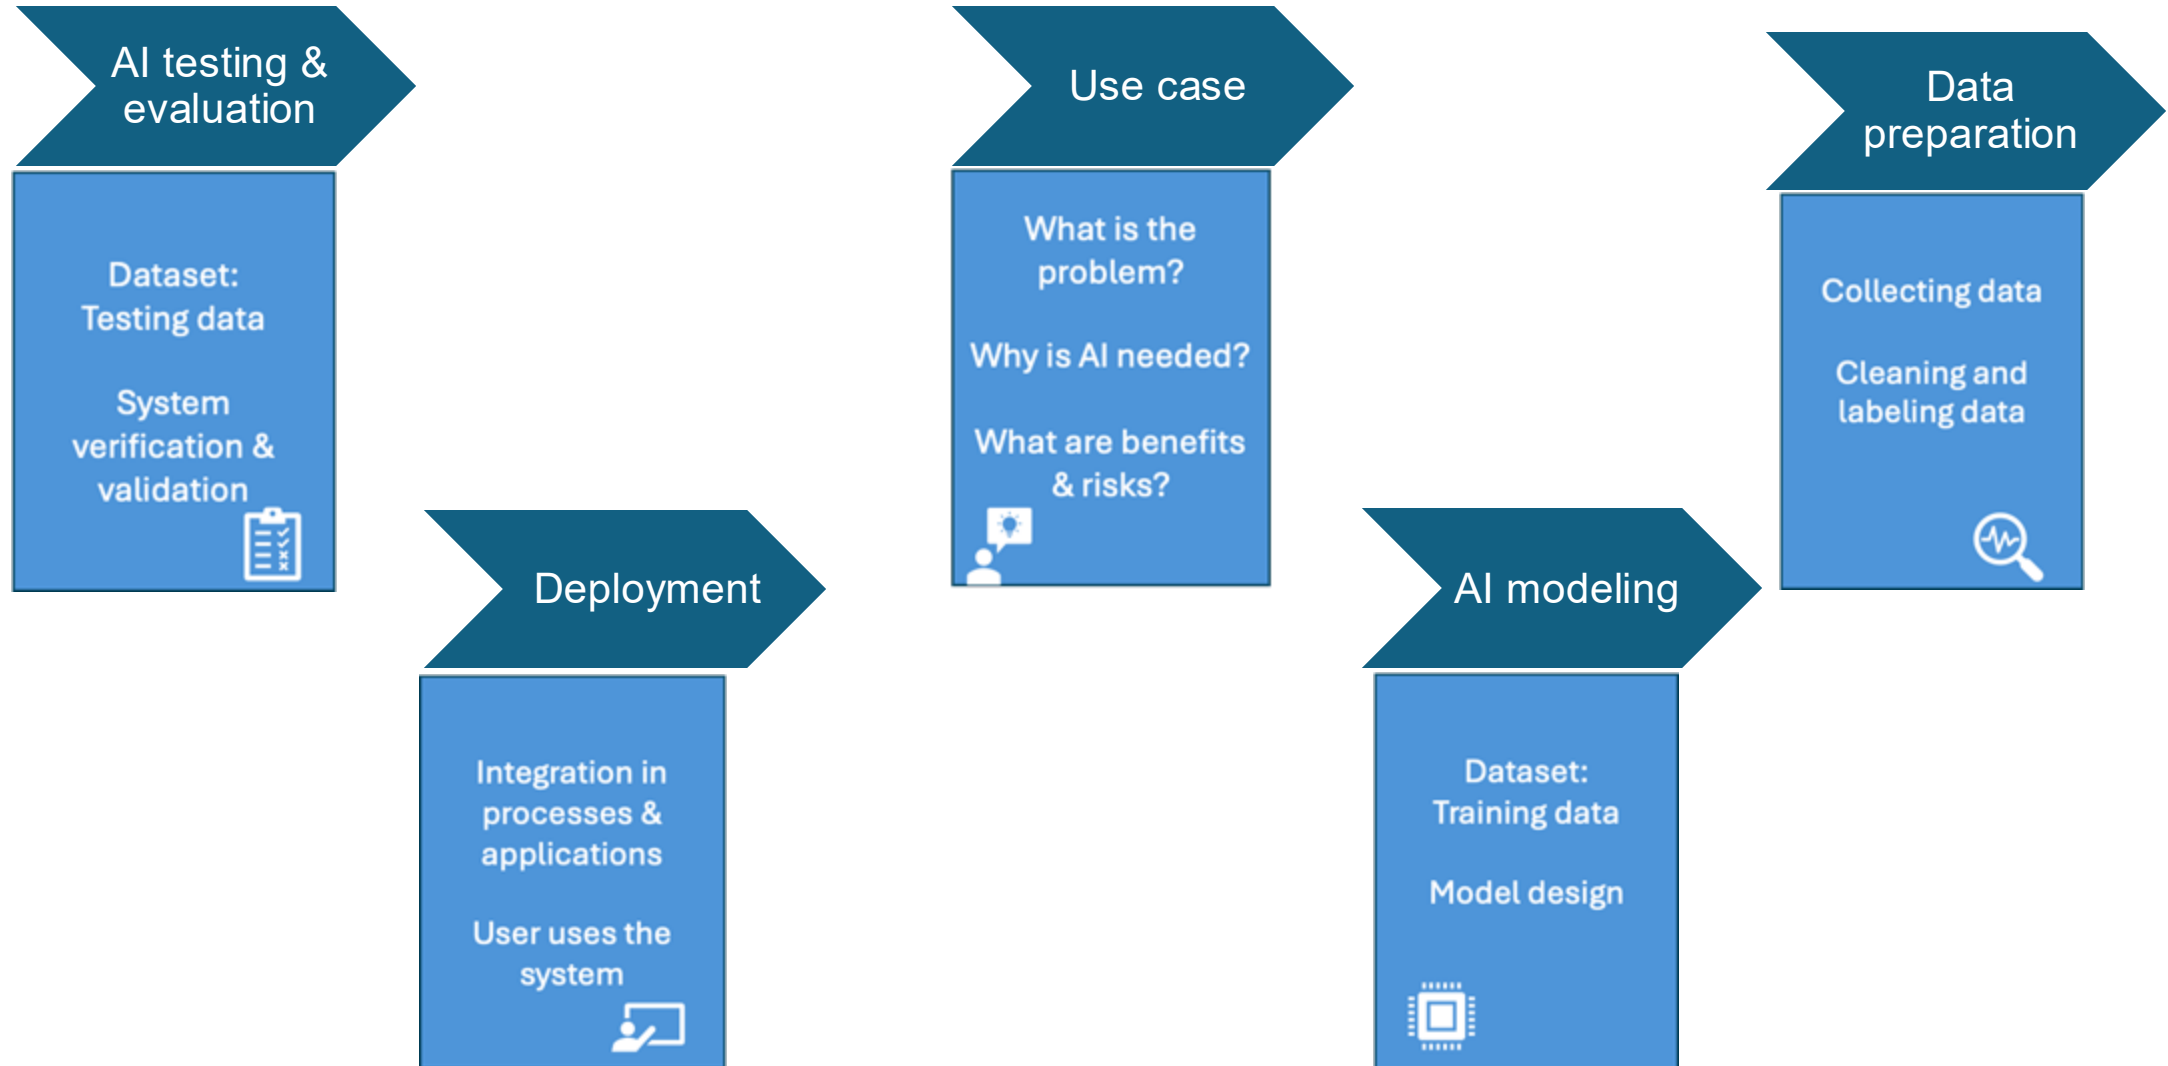 AI testing &
evaluation
Dataset:
Testing data
System
verification &
validation
Deployment
Integration in
processes &
applications
User uses the
system
Use case
What is the
problem?
Why is AI needed?
What are benefits
& risks?
AI modeling
Dataset:
Training data
Model design
Data
preparation
Collecting data
Cleaning and
labeling data